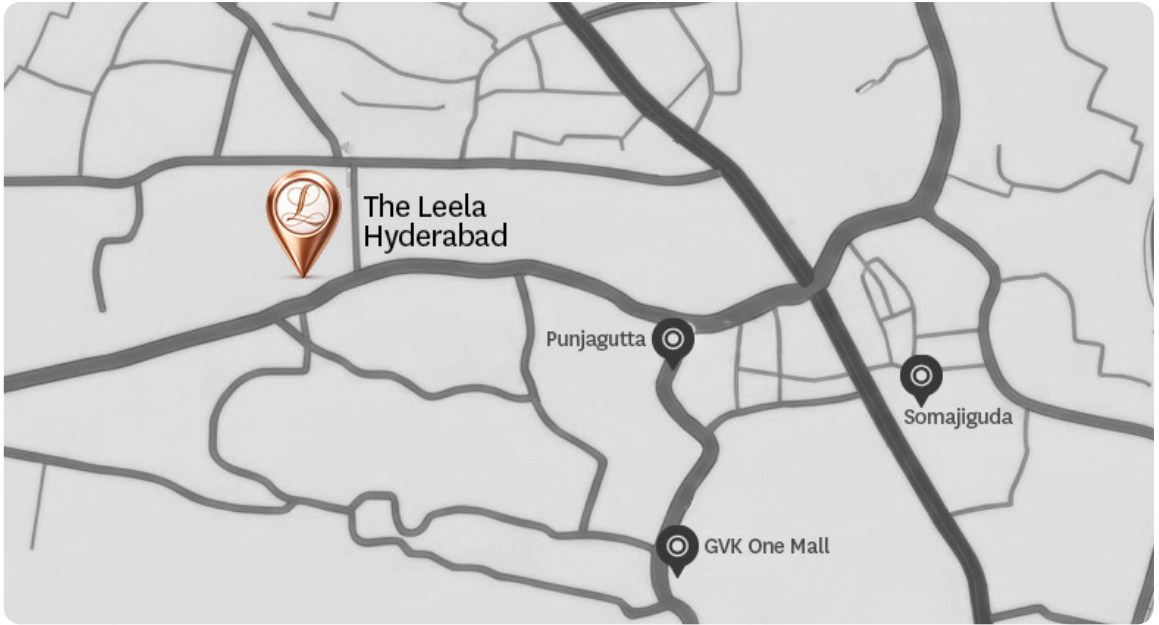 L
The Leela
Hyderabad
Punjagutta
Somajiguda
GVK One Mall